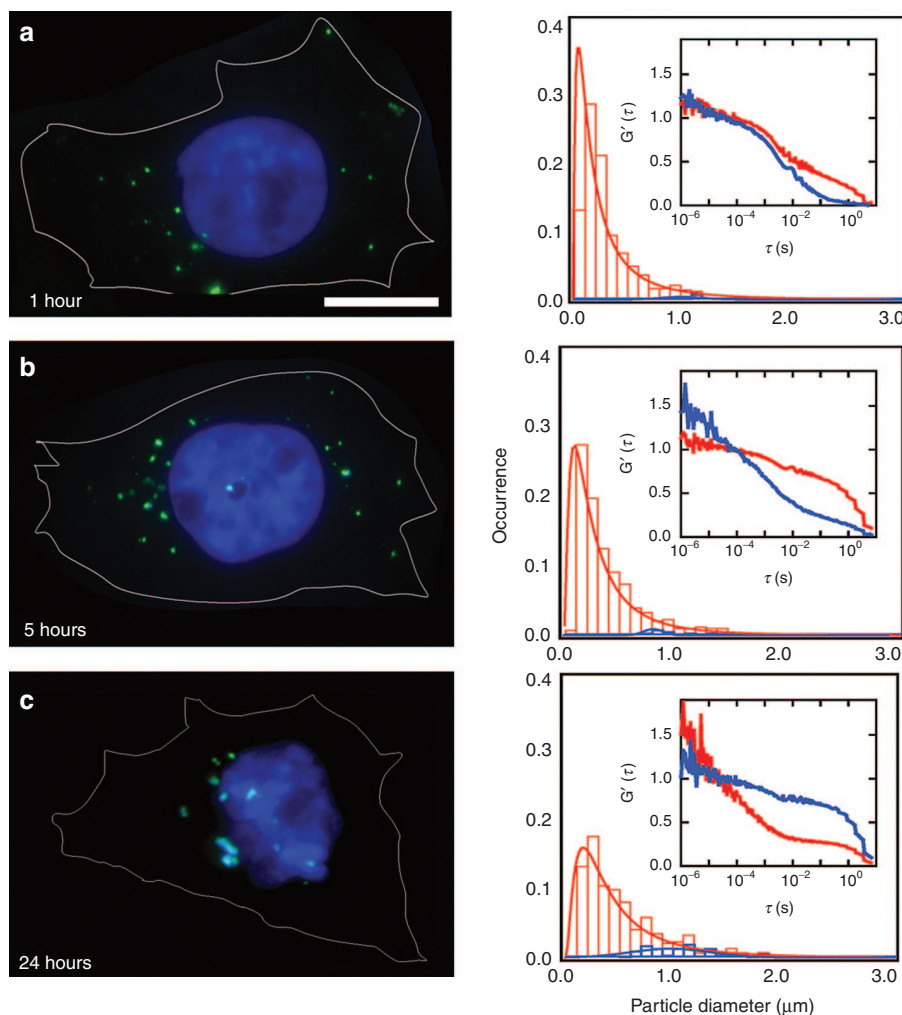 a
1 hour
0.4
0.3
0.2
0.1
0.0
0.0 1.0 2.0 3.0
G′ (τ)
1.5
1.0
0.5
0.0
10⁻⁶ 10⁻⁴ 10⁻² 10⁰
τ (s)
b
5 hours
Occurrence
0.4
0.3
0.2
0.1
0.0
0.0 1.0 2.0 3.0
G′ (τ)
1.5
1.0
0.5
0.0
10⁻⁶ 10⁻⁴ 10⁻² 10⁰
τ (s)
c
24 hours
0.4
0.3
0.2
0.1
0.0
0.0 1.0 2.0 3.0
G′ (τ)
1.5
1.0
0.5
0.0
10⁻⁶ 10⁻⁴ 10⁻² 10⁰
τ (s)
Particle diameter (μm)